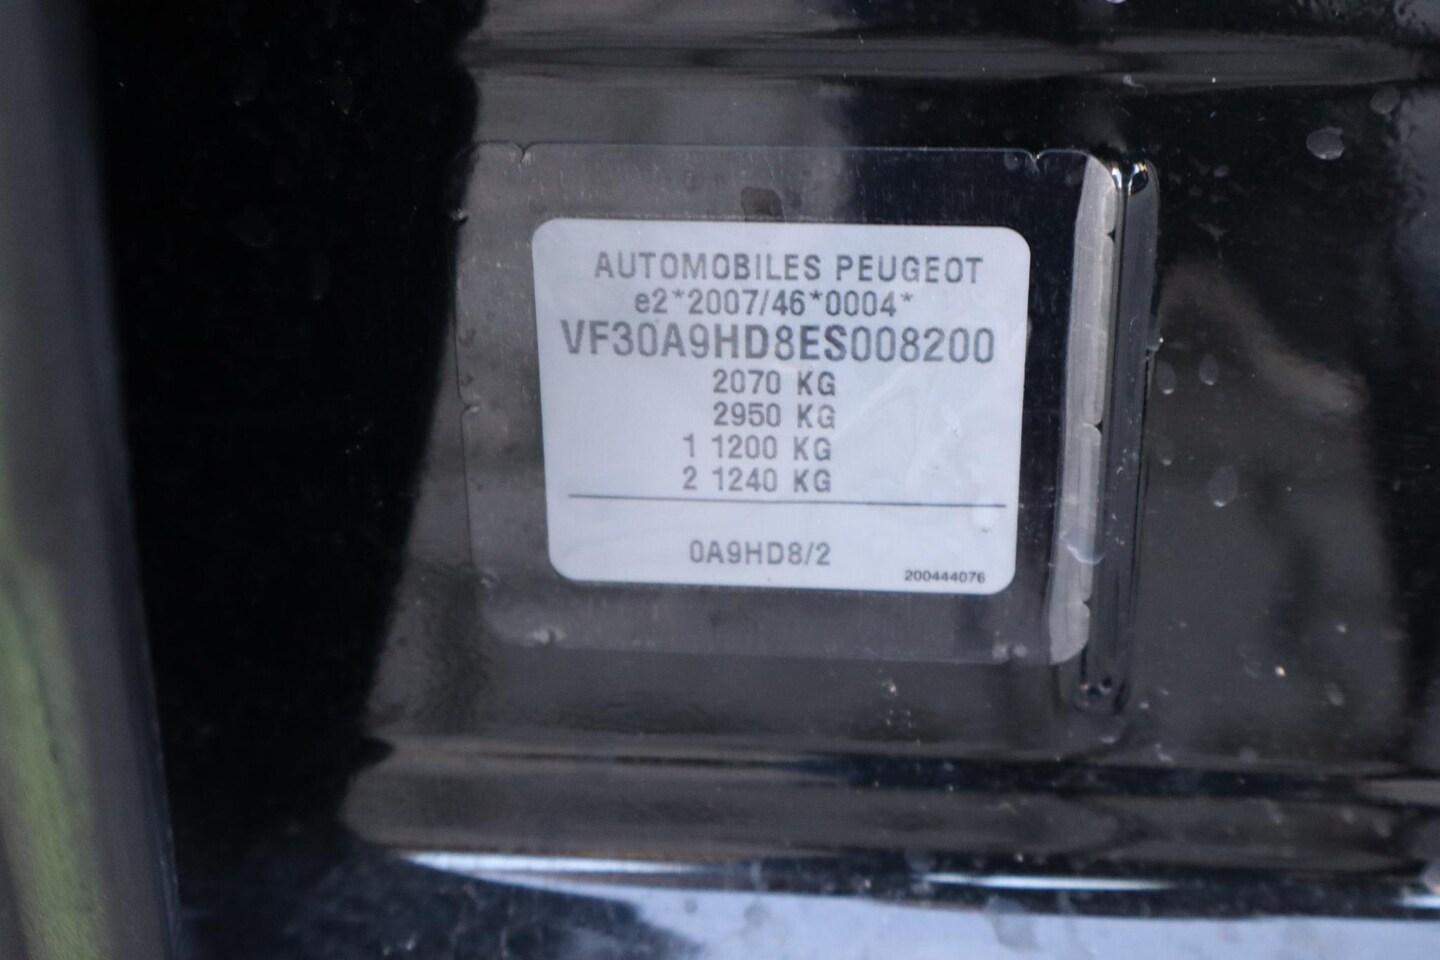 AUTOMOBILES PEUGEOT
e2*2007/46*0004*
VF30A9HD8ES008200
2070 KG
2950 KG
1 1200 KG
2 1240 KG
0A9HD8/2
200444076